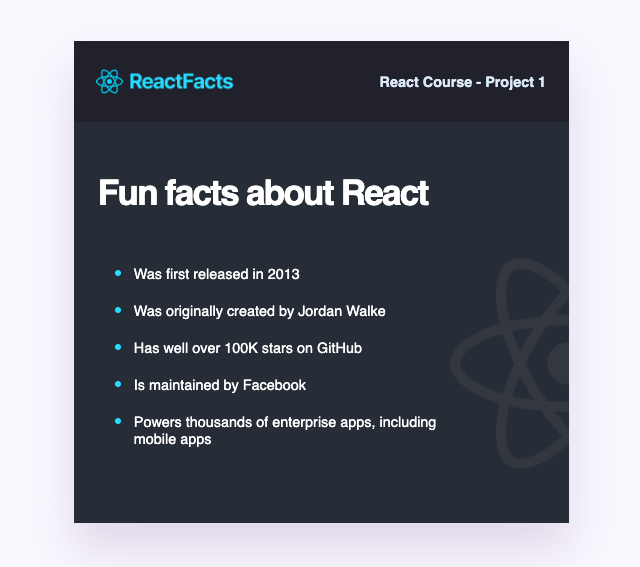 ReactFacts
React Course - Project 1
Fun facts about React
Was first released in 2013
Was originally created by Jordan Walke
Has well over 100K stars on GitHub
Is maintained by Facebook
Powers thousands of enterprise apps, including
mobile apps